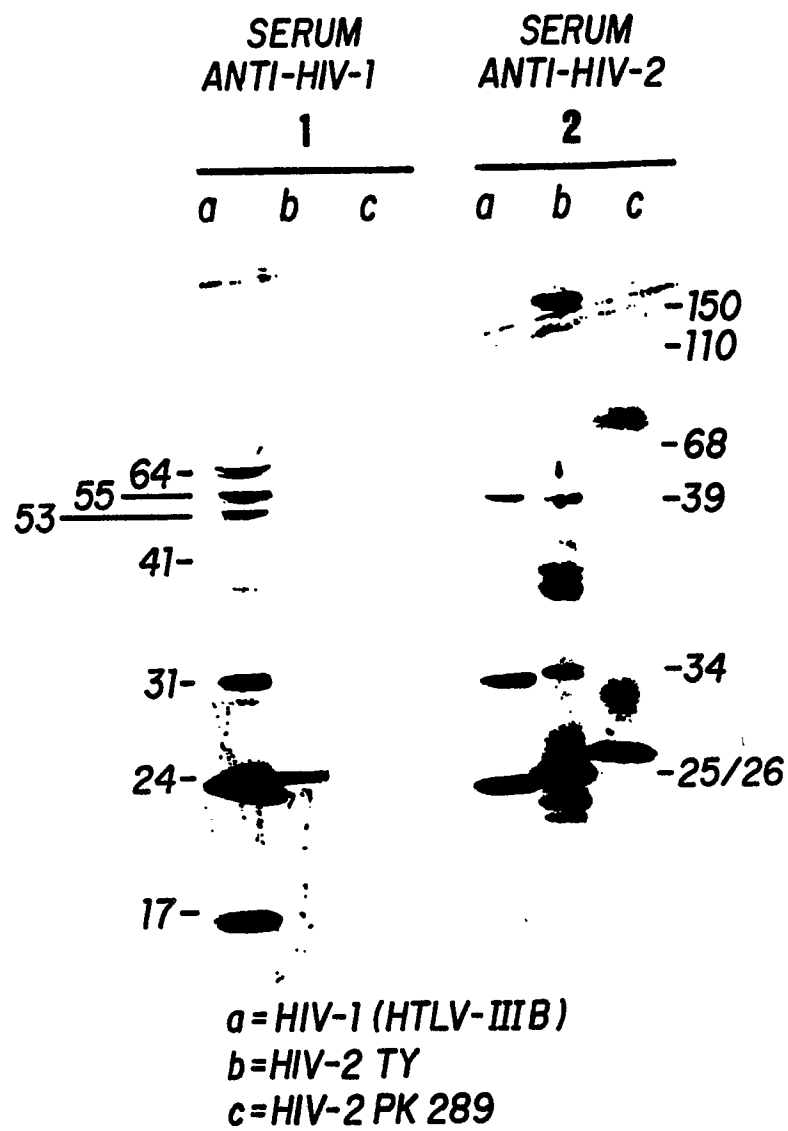 SERUM
ANTI-HIV-1
1
a b c
SERUM
ANTI-HIV-2
2
a b c
64-
55
53
41-
31-
24-
17-
-150
-110
-68
-39
-34
-25/26
a=HIV-1 (HTLV-IIIB)
b=HIV-2 TY
c=HIV-2 PK 289